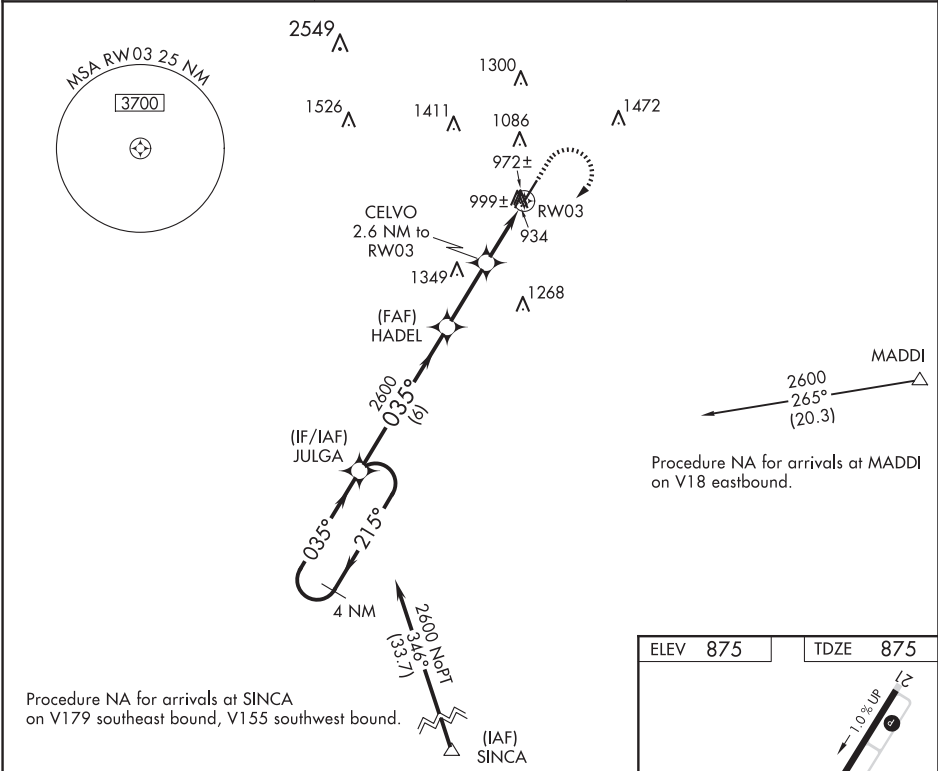 2549
MSA RW03 25 NM
3700
1300
1526
1411
1086
1472
972±
999±
RW03
934
CELVO
2.6 NM to
RW03
1349
1268
(FAF)
HADEL
MADDI
2600
265°
(20.3)
2600
035°
(6)
(IF/IAF)
JULGA
Procedure NA for arrivals at MADDI
on V18 eastbound.
035°
215°
4 NM
2600 NoPT
346°
(33.7)
ELEV 875
TDZE 875
21
1.0% UP
P
Procedure NA for arrivals at SINCA
on V179 southeast bound, V155 southwest bound.
(IAF)
SINCA